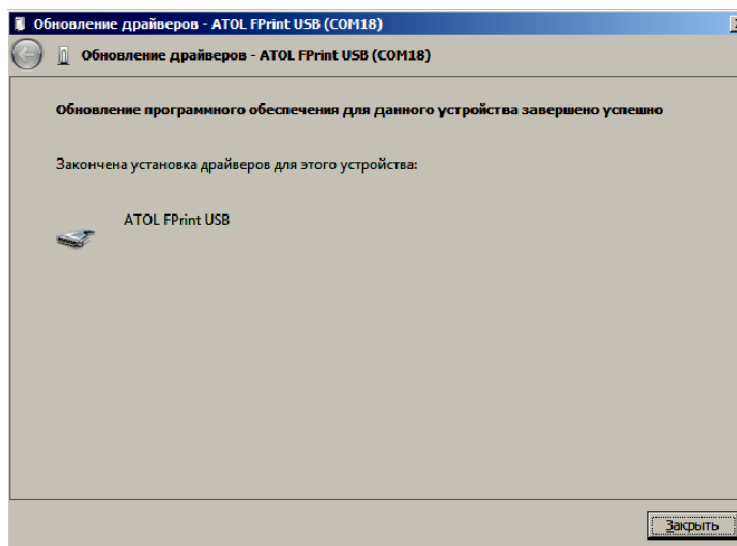 Обновление драйверов - ATOL FPrint USB (COM18)
Обновление драйверов - ATOL FPrint USB (COM18)
Обновление программного обеспечения для данного устройства завершено успешно
Закончена установка драйверов для этого устройства:
ATOL FPrint USB
Закрыть